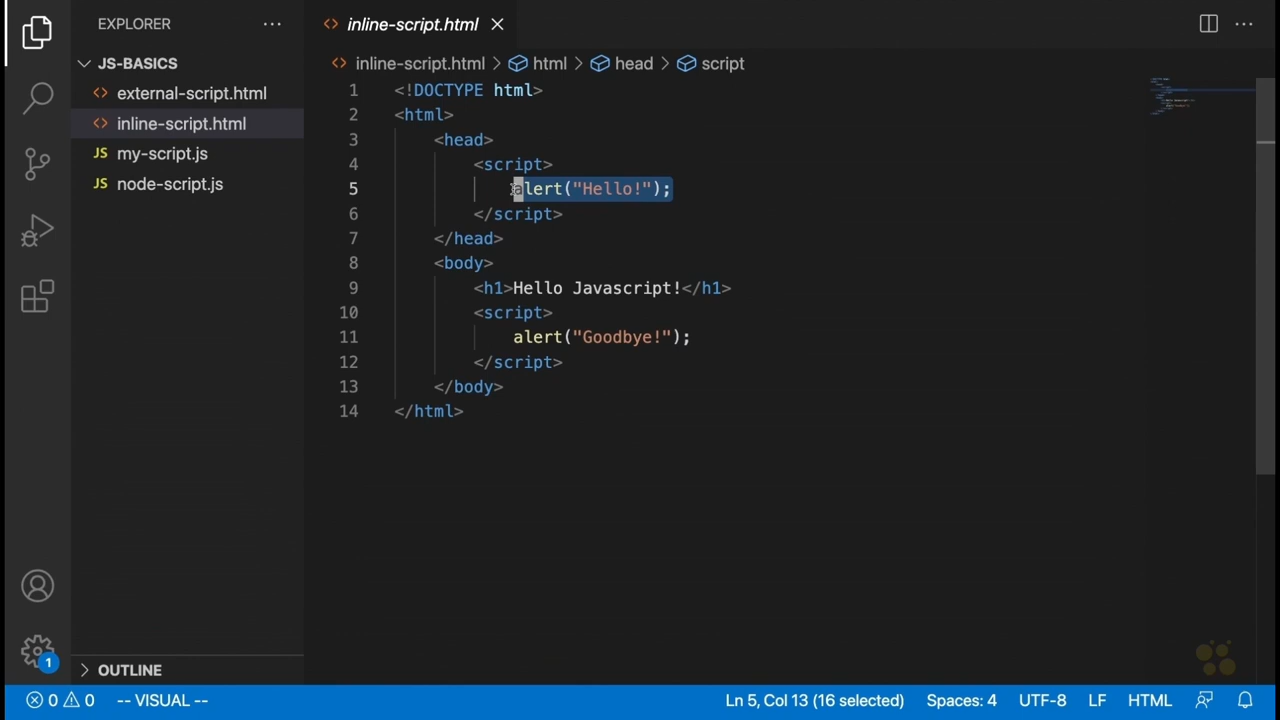 EXPLORER
JS-BASICS
external-script.html
inline-script.html
JS my-script.js
JS node-script.js
OUTLINE
inline-script.html
inline-script.html > html > head > script
1 <!DOCTYPE html>
2 <html>
3 <head>
4 <script>
5 alert("Hello!");
6 </script>
7 </head>
8 <body>
9 <h1>Hello Javascript!</h1>
10 <script>
11 alert("Goodbye!");
12 </script>
13 </body>
14 </html>
1
0 0 -- VISUAL -- Ln 5, Col 13 (16 selected) Spaces: 4 UTF-8 LF HTML